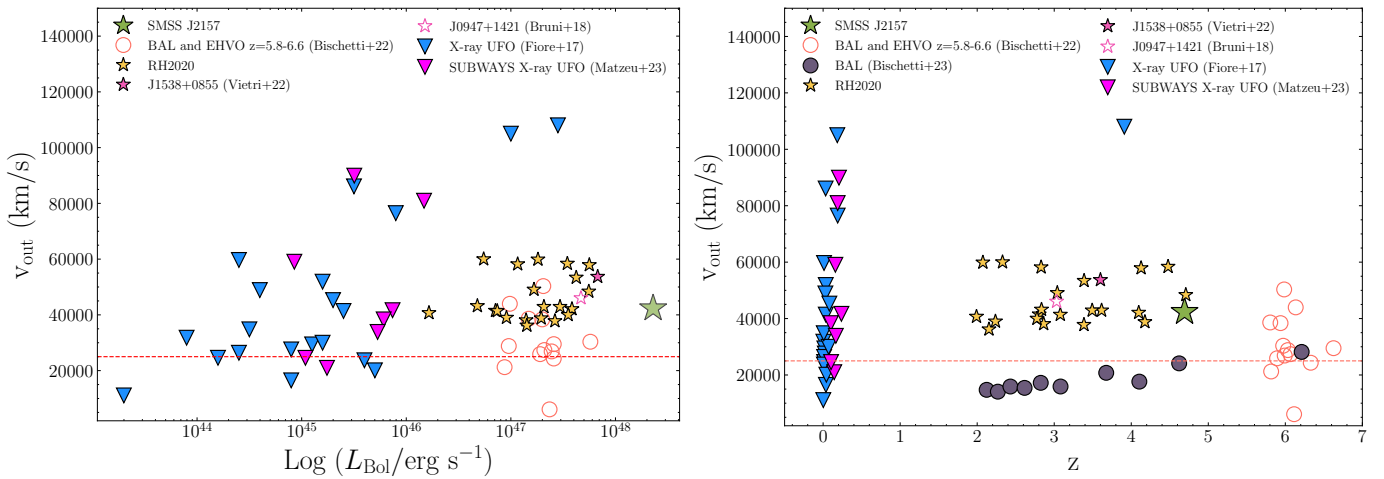 SMSS J2157
BAL and EHVO z=5.8-6.6 (Bischetti+22)
RH2020
J1538+0855 (Vietri+22)
J0947+1421 (Bruni+18)
X-ray UFO (Fiore+17)
SUBWAYS X-ray UFO (Matzeu+23)
140000
120000
100000
80000
60000
40000
20000
v_out (km/s)
10^44
10^45
10^46
10^47
10^48
Log (L_Bol/erg s^−1)
SMSS J2157
BAL and EHVO z=5.8-6.6 (Bischetti+22)
BAL (Bischetti+23)
RH2020
J1538+0855 (Vietri+22)
J0947+1421 (Bruni+18)
X-ray UFO (Fiore+17)
SUBWAYS X-ray UFO (Matzeu+23)
140000
120000
100000
80000
60000
40000
20000
v_out (km/s)
0
1
2
3
4
5
6
7
z